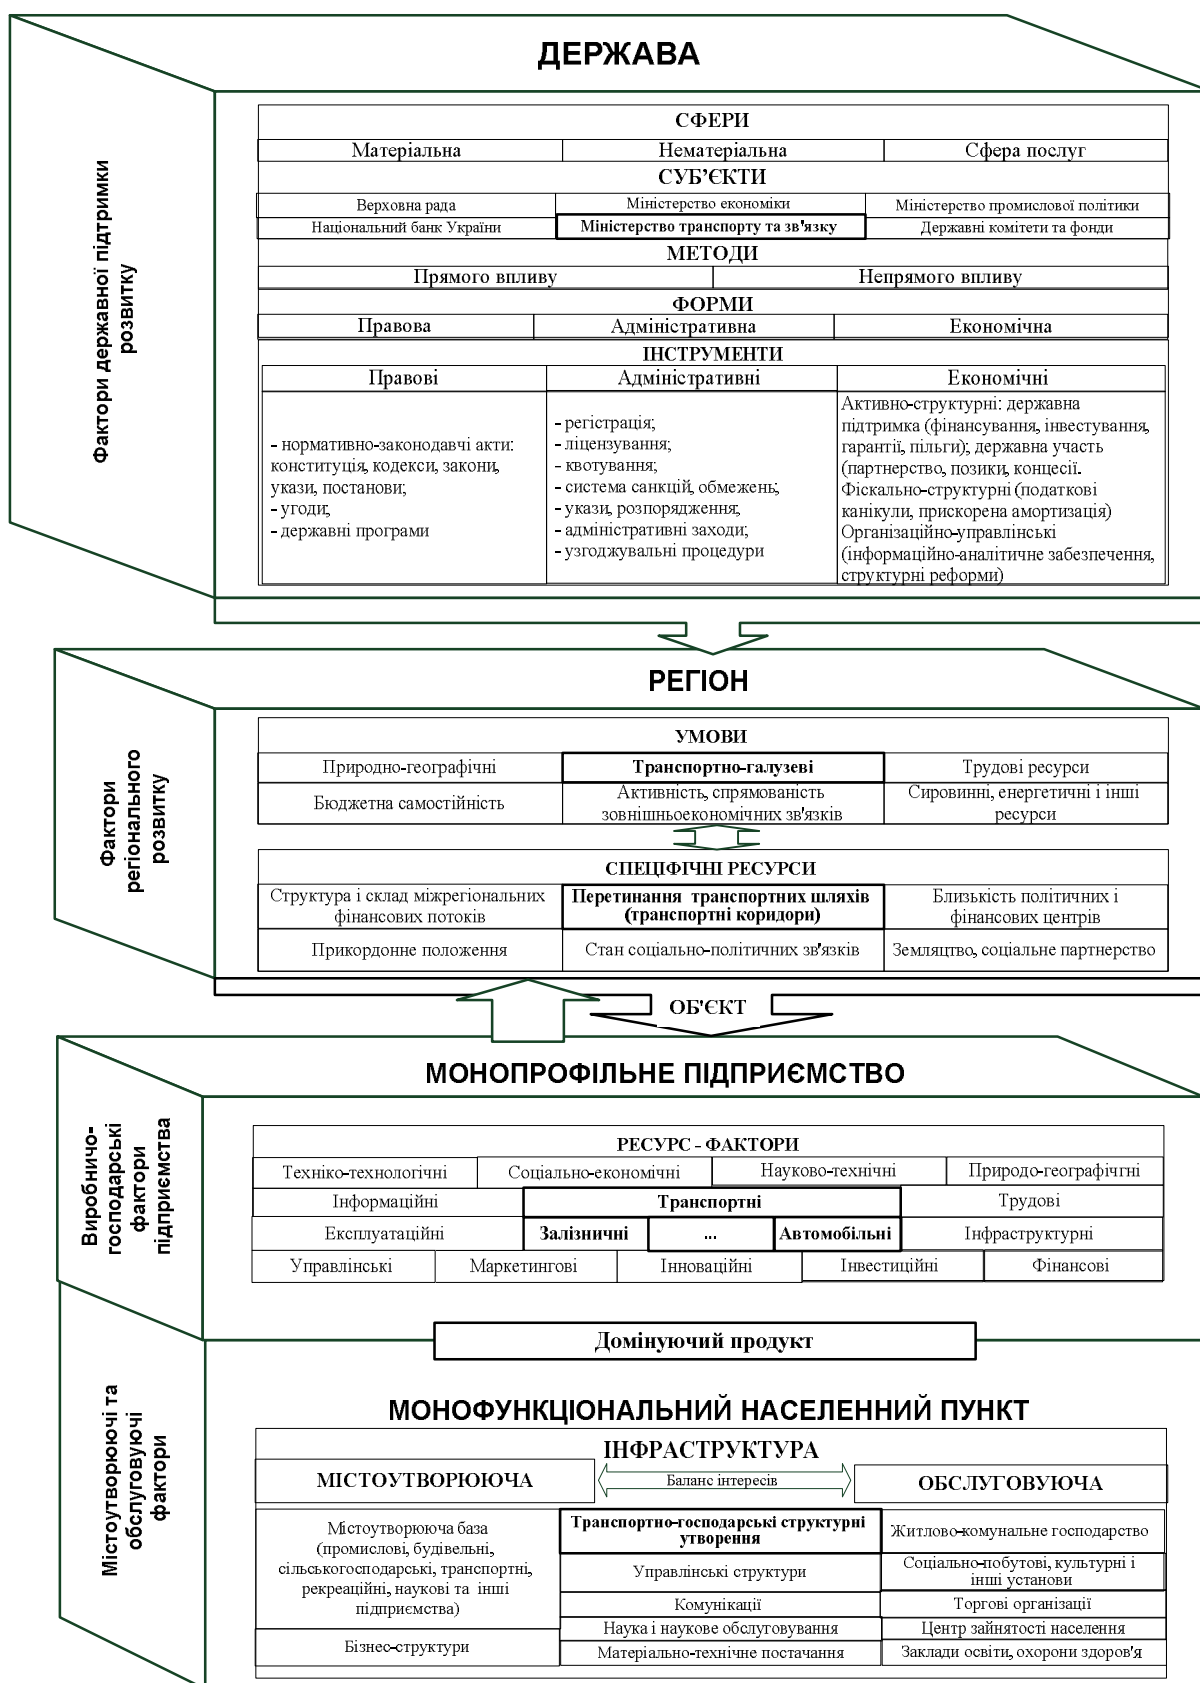 ДЕРЖАВА
Фактори державної підтримки
розвитку
СФЕРИ
Матеріальна
Нематеріальна
Сфера послуг
СУБ’ЄКТИ
Верховна рада
Міністерство економіки
Міністерство промислової політики
Національний банк України
Міністерство транспорту та зв'язку
Державні комітети та фонди
МЕТОДИ
Прямого впливу
Непрямого впливу
ФОРМИ
Правова
Адміністративна
Економічна
ІНСТРУМЕНТИ
Правові
Адміністративні
Економічні
- нормативно-законодавчі акти:
конституція, кодекси, закони,
укази, постанови;
- угоди;
- державні програми
- регістрація;
- ліцензування;
- квотування;
- система санкцій, обмежень;
- укази, розпорядження;
- адміністративні заходи;
- узгоджувальні процедури
Активно-структурні: державна
підтримка (фінансування, інвестування,
гарантії, пільги); державна участь
(партнерство, позики, концесії.
Фіскально-структурні (податкові
канікули, прискорена амортизація)
Організаційно-управлінські
(інформаційно-аналітичне забезпечення,
структурні реформи)
РЕГІОН
Фактори
регіонального
розвитку
УМОВИ
Природно-географічні
Транспортно-галузеві
Трудові ресурси
Бюджетна самостійність
Активність, спрямованість
зовнішньоекономічних зв'язків
Сировинні, енергетичні і інші
ресурси
СПЕЦІФІЧНІ РЕСУРСИ
Структура і склад міжрегіональних
фінансових потоків
Перетинання транспортних шляхів
(транспортні коридори)
Близькість політичних і
фінансових центрів
Прикордонне положення
Стан соціально-політичних зв'язків
Земляцтво, соціальне партнерство
ОБ'ЄКТ
МОНОПРОФІЛЬНЕ ПІДПРИЄМСТВО
Виробничо-
господарські
фактори
підприємства
РЕСУРС - ФАКТОРИ
Техніко-технологічні
Соціально-економічні
Науково-технічні
Природо-географічгні
Інформаційні
Транспортні
Трудові
Експлуатаційні
Залізничні
...
Автомобільні
Інфраструктурні
Управлінські
Маркетингові
Інноваційні
Інвестиційні
Фінансові
Домінуючий продукт
Містоутворюючі та
обслуговуючі
фактори
МОНОФУНКЦІОНАЛЬНИЙ НАСЕЛЕННИЙ ПУНКТ
ІНФРАСТРУКТУРА
МІСТОУТВОРЮЮЧА
Баланс інтересів
ОБСЛУГОВУЮЧА
Містоутворююча база
(промислові, будівельні,
сількогосподарські, транспортні,
рекреаційні, наукові та інші
підприємства)
Бізнес-структури
Транспортно-господарські структурні
утворення
Управлінські структури
Комунікації
Наука і наукове обслуговування
Матеріально-технічне постачання
Житлово-комунальне господарство
Соціально-побутові, культурні і
інші установи
Торгові організації
Центр зайнятості населення
Заклади освіти, охорони здоров'я